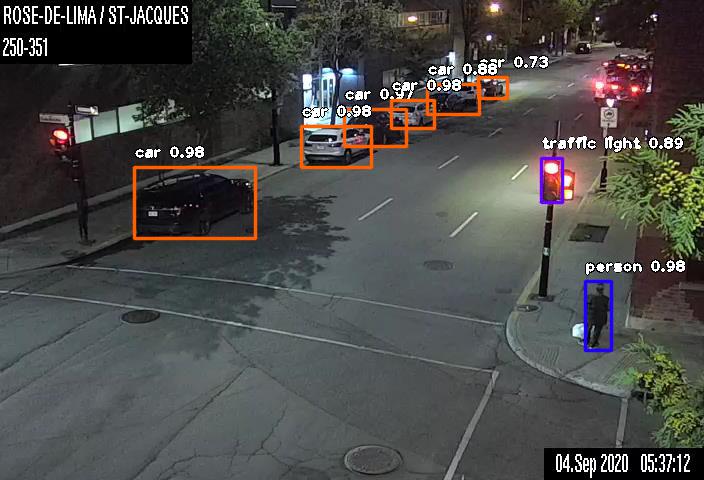 ROSE-DE-LIMA / ST-JACQUES
250-351
car 0.73
car 0.88
car 0.98
car 0.97
car 0.98
traffic light 0.89
car 0.98
person 0.98
04.Sep 2020 05:37:12